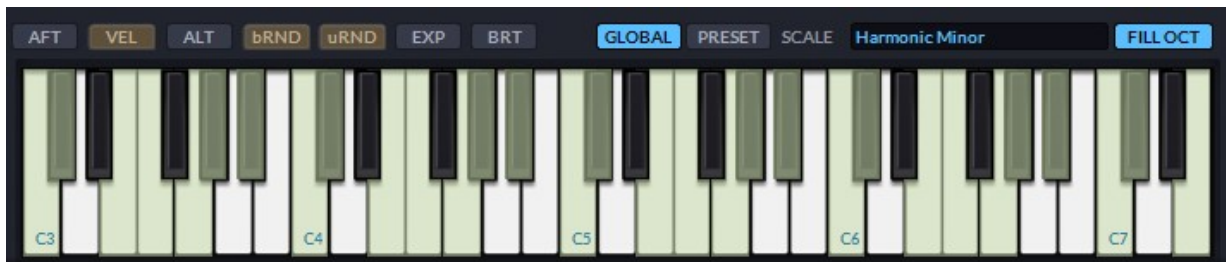 AFT VEL ALT bRND uRND EXP BRT GLOBAL PRESET SCALE Harmonic Minor FILL OCT
C3 C4 C5 C6 C7